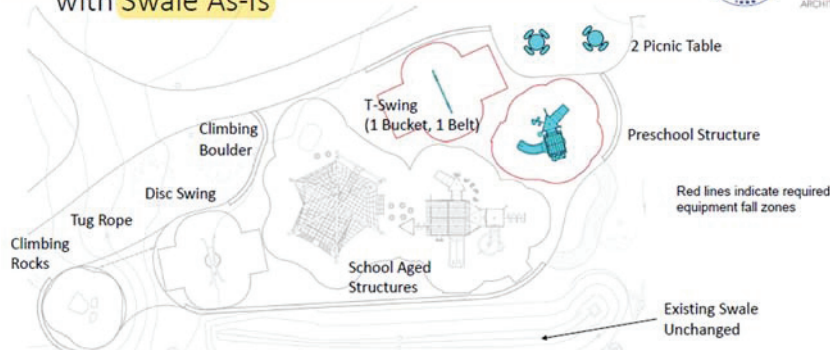 with Swale As-Is
ARCHIT
2 Picnic Table
T-Swing
(1 Bucket, 1 Belt)
Climbing
Boulder
Preschool Structure
Disc Swing
Red lines indicate required
equipment fall zones
Tug Rope
Climbing
Rocks
School Aged
Structures
Existing Swale
Unchanged